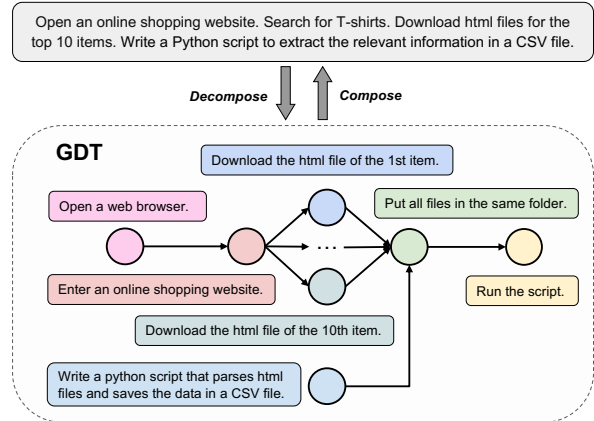 Open an online shopping website. Search for T-shirts. Download html files for the
top 10 items. Write a Python script to extract the relevant information in a CSV file.
Decompose
Compose
GDT
Download the html file of the 1st item.
Open a web browser.
Put all files in the same folder.
...
Enter an online shopping website.
Run the script.
Download the html file of the 10th item.
Write a python script that parses html
files and saves the data in a CSV file.